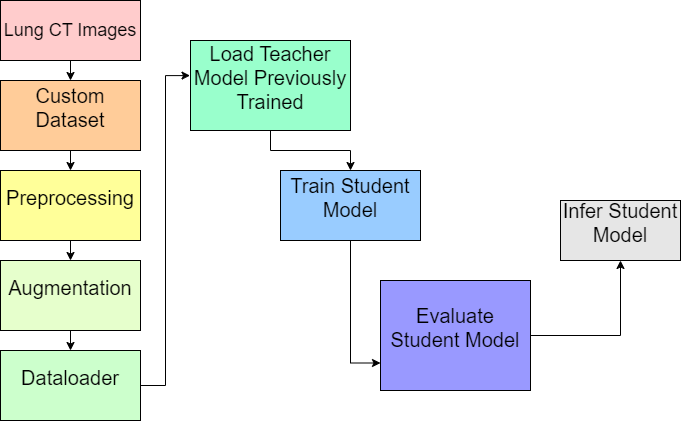 Lung CT Images
Custom
Dataset
Preprocessing
Augmentation
Dataloader
Load Teacher
Model Previously
Trained
Train Student
Model
Evaluate
Student Model
Infer Student
Model